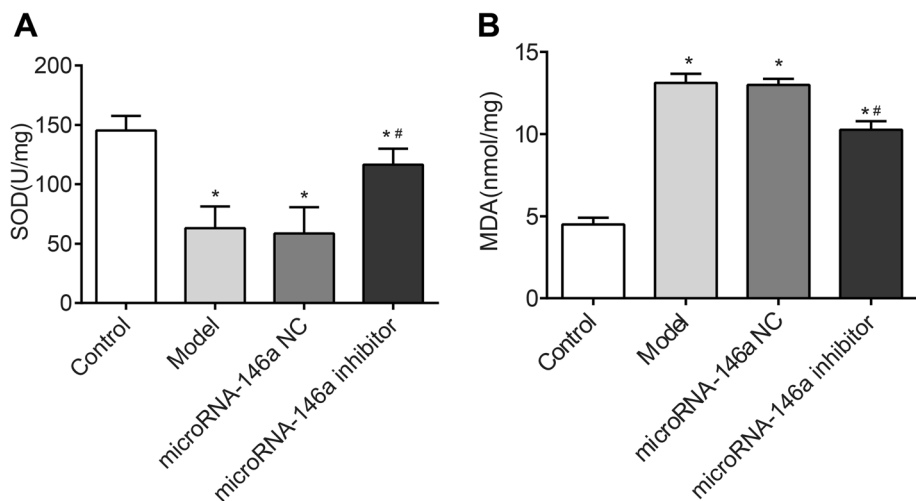 A
SOD(U/mg)
200
150
100
50
0
*
*
* #
Control
Model
microRNA-146a NC
microRNA-146a inhibitor
B
MDA(nmol/mg)
15
10
5
0
*
*
*#
Control
Model
microRNA-146a NC
microRNA-146a inhibitor